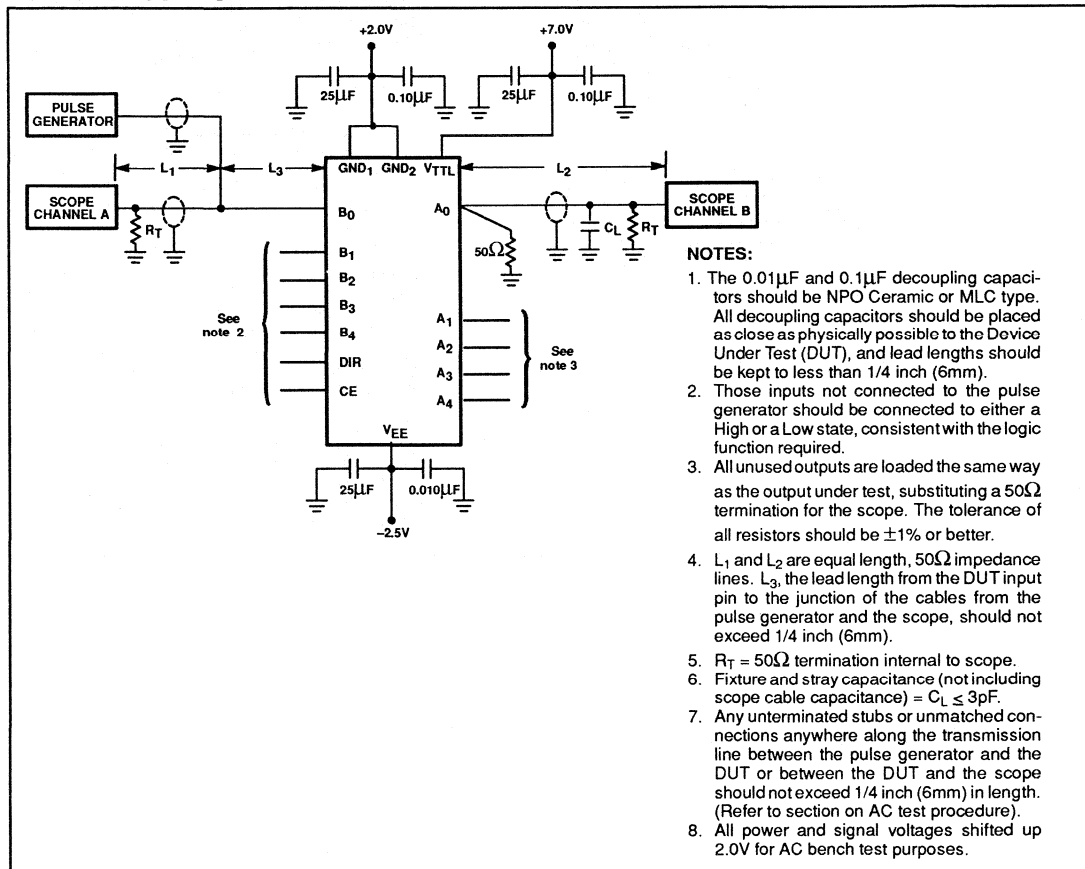 +2.0V
+7.0V
25μF
0.10μF
25μF
0.10μF
PULSE
GENERATOR
L1
L3
GND1 GND2 VTTL
L2
SCOPE
CHANNEL A
RT
B0
A0
CL
RT
SCOPE
CHANNEL B
50Ω
B1
B2
B3
B4
DIR
CE
See
note 2
A1
A2
A3
A4
See
note 3
VEE
25μF
0.010μF
–2.5V
NOTES:
1. The 0.01μF and 0.1μF decoupling capaci-
tors should be NPO Ceramic or MLC type.
All decoupling capacitors should be placed
as close as physically possible to the Device
Under Test (DUT), and lead lengths should
be kept to less than 1/4 inch (6mm).
2. Those inputs not connected to the pulse
generator should be connected to either a
High or a Low state, consistent with the logic
function required.
3. All unused outputs are loaded the same way
as the output under test, substituting a 50Ω
termination for the scope. The tolerance of
all resistors should be ±1% or better.
4. L1 and L2 are equal length, 50Ω impedance
lines. L3, the lead length from the DUT input
pin to the junction of the cables from the
pulse generator and the scope, should not
exceed 1/4 inch (6mm).
5. RT = 50Ω termination internal to scope.
6. Fixture and stray capacitance (not including
scope cable capacitance) = CL ≤ 3pF.
7. Any unterminated stubs or unmatched con-
nections anywhere along the transmission
line between the pulse generator and the
DUT or between the DUT and the scope
should not exceed 1/4 inch (6mm) in length.
(Refer to section on AC test procedure).
8. All power and signal voltages shifted up
2.0V for AC bench test purposes.